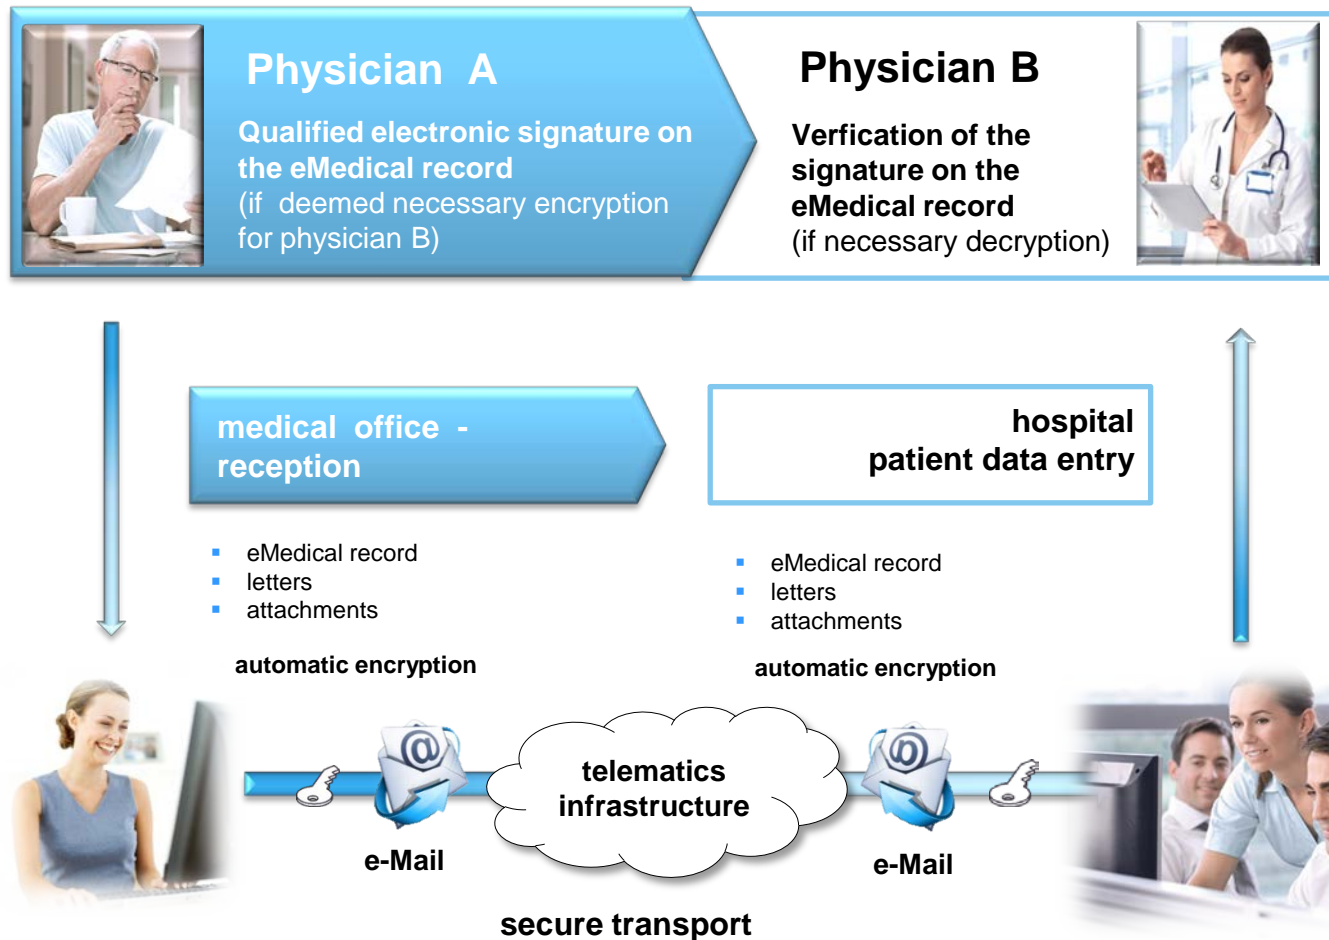 Physician A
Qualified electronic signature on
the eMedical record
(if deemed necessary encryption
for physician B)
Physician B
Verfication of the
signature on the
eMedical record
(if necessary decryption)
medical office -
reception
hospital
patient data entry
eMedical record
letters
attachments
automatic encryption
eMedical record
letters
attachments
automatic encryption
@
telematics
infrastructure
e-Mail
e-Mail
secure transport